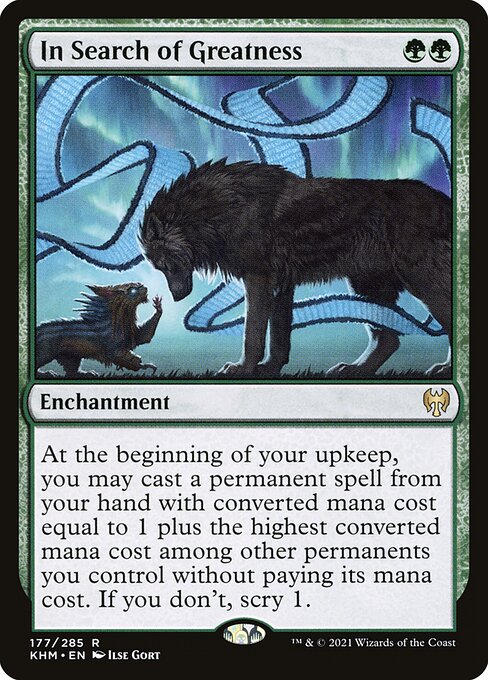 In Search of Greatness
Enchantment
At the beginning of your upkeep,
you may cast a permanent spell from
your hand with converted mana cost
equal to 1 plus the highest converted
mana cost among other permanents
you control without paying its mana
cost. If you don't, scry 1.
177/285 R
KHM • EN ILSE GORT
™ & © 2021 Wizards of the Coast